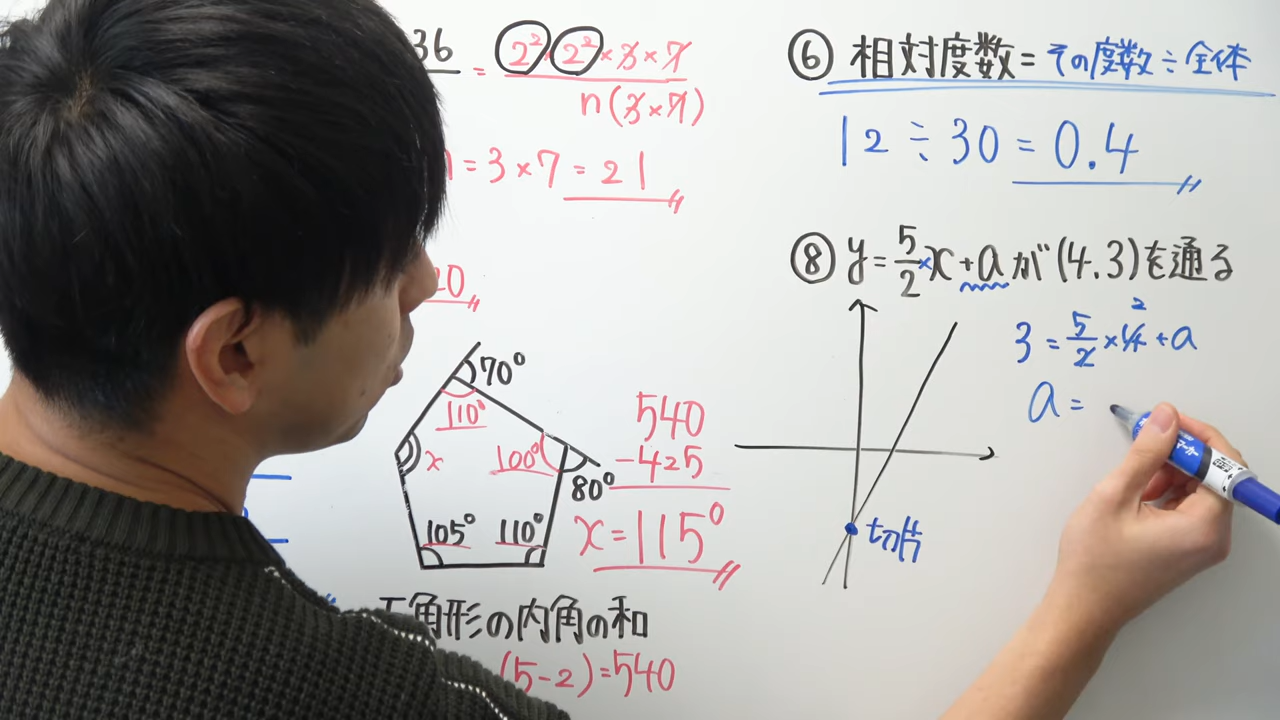 36 = 2² × 2² × 3 × 7
n(3×7)
n = 3 × 7 = 21
20
70°
110°
x
100°
80°
105°
110°
540
-425
x = 115°
五角形の内角の和
(5-2)=540
⑥ 相対度数 = その度数 ÷ 全体
12 ÷ 30 = 0.4
⑧ y = 5/2 × x + a が (4.3) を通る
3 = 5/2 × 4 2 + a
a =
切片